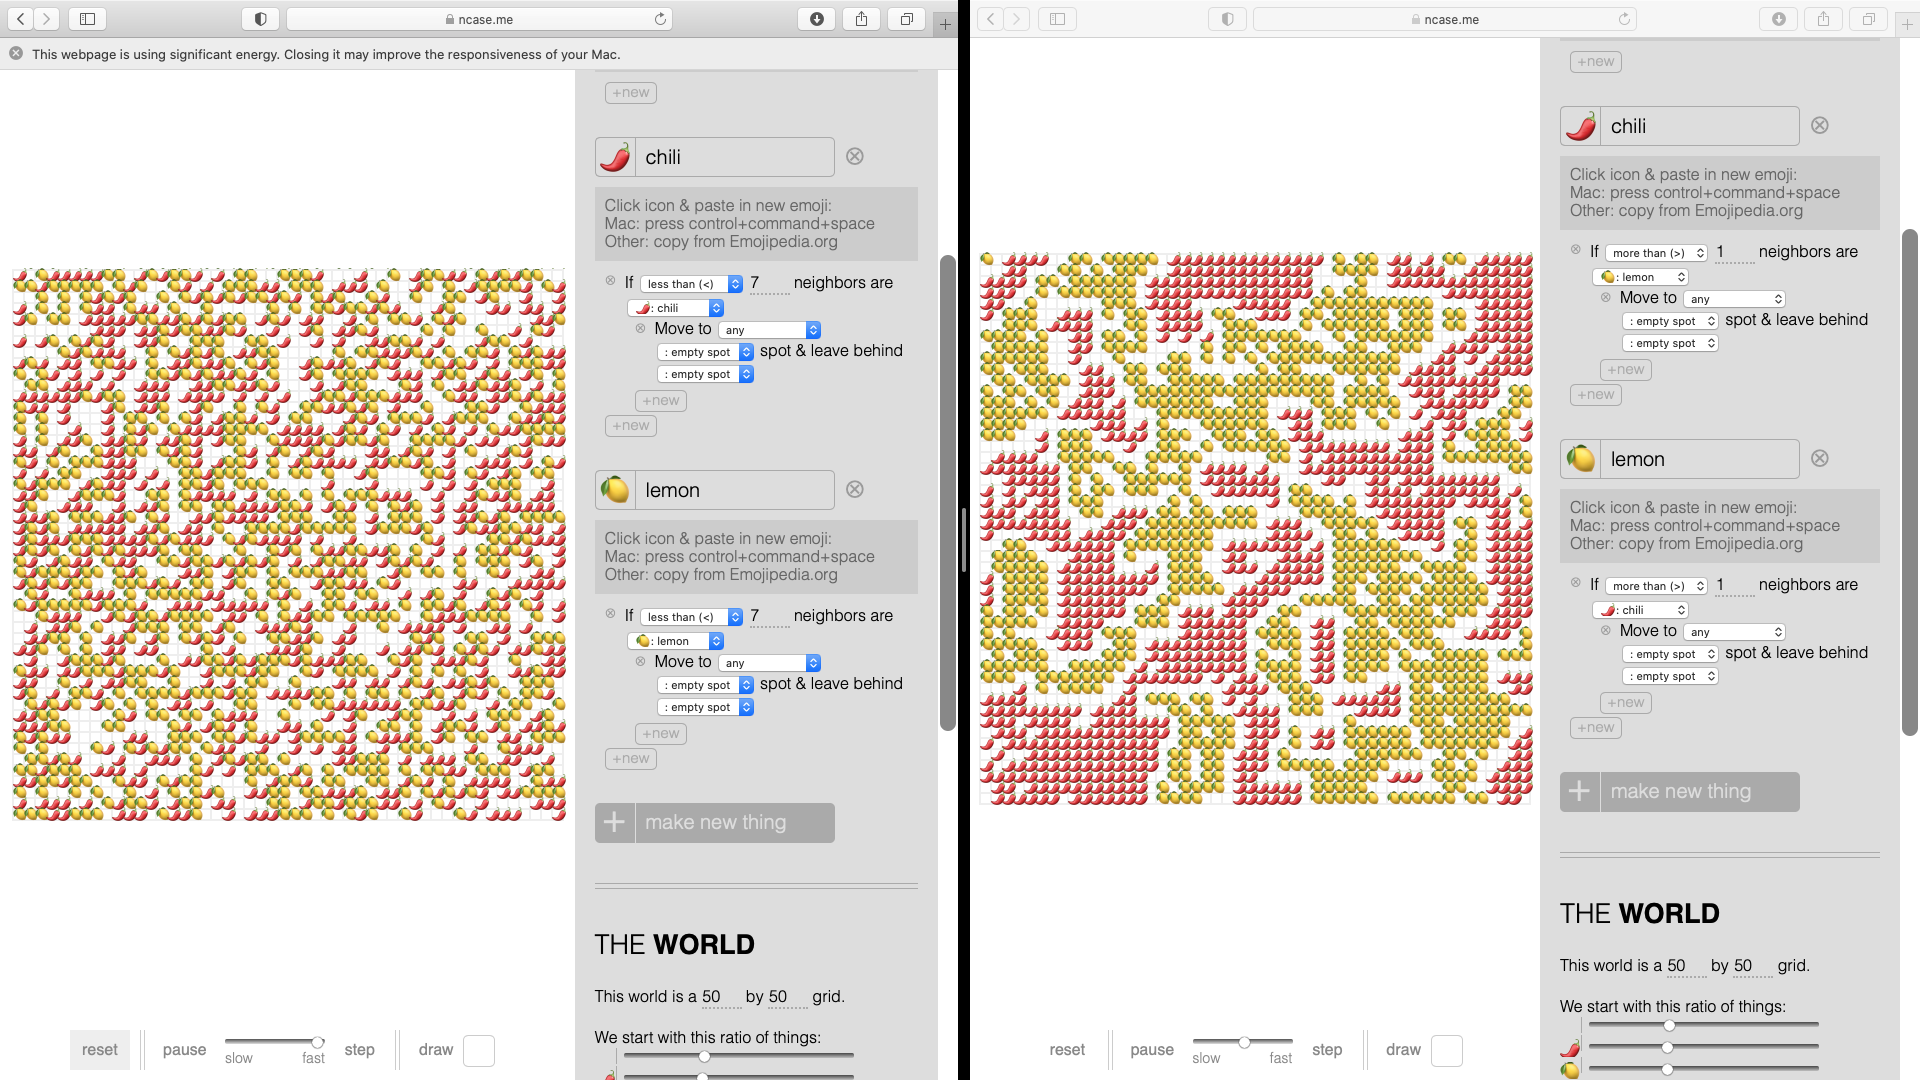 ncase.me
This webpage is using significant energy. Closing it may improve the responsiveness of your Mac.
+new
chili
Click icon & paste in new emoji:
Mac: press control+command+space
Other: copy from Emojipedia.org
If less than (<) 7 neighbors are
: chili
Move to any
: empty spot spot & leave behind
: empty spot
+new
+new
lemon
Click icon & paste in new emoji:
Mac: press control+command+space
Other: copy from Emojipedia.org
If less than (<) 7 neighbors are
: lemon
Move to any
: empty spot spot & leave behind
: empty spot
+new
+new
+ make new thing
THE WORLD
This world is a 50 by 50 grid.
We start with this ratio of things:
reset pause slow fast step draw
ncase.me
+new
chili
Click icon & paste in new emoji:
Mac: press control+command+space
Other: copy from Emojipedia.org
If more than (>) 1 neighbors are
: lemon
Move to any
: empty spot spot & leave behind
: empty spot
+new
+new
lemon
Click icon & paste in new emoji:
Mac: press control+command+space
Other: copy from Emojipedia.org
If more than (>) 1 neighbors are
: chili
Move to any
: empty spot spot & leave behind
: empty spot
+new
+new
+ make new thing
THE WORLD
This world is a 50 by 50 grid.
We start with this ratio of things:
reset pause slow fast step draw